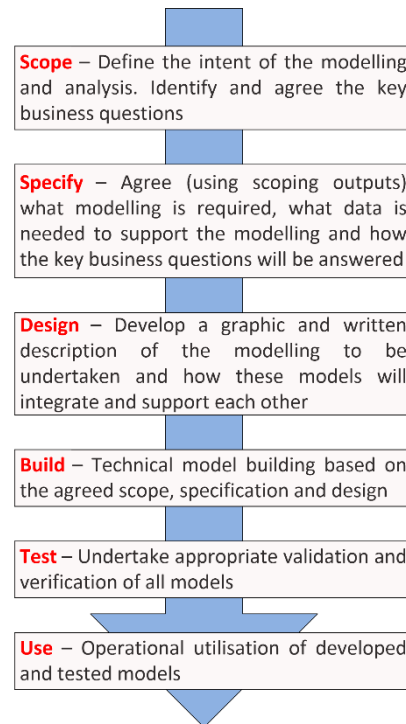 Scope – Define the intent of the modelling
and analysis. Identify and agree the key
business questions
Specify – Agree (using scoping outputs)
what modelling is required, what data is
needed to support the modelling and how
the key business questions will be answered
Design – Develop a graphic and written
description of the modelling to be
undertaken and how these models will
integrate and support each other
Build – Technical model building based on
the agreed scope, specification and design
Test – Undertake appropriate validation and
verification of all models
Use – Operational utilisation of developed
and tested models